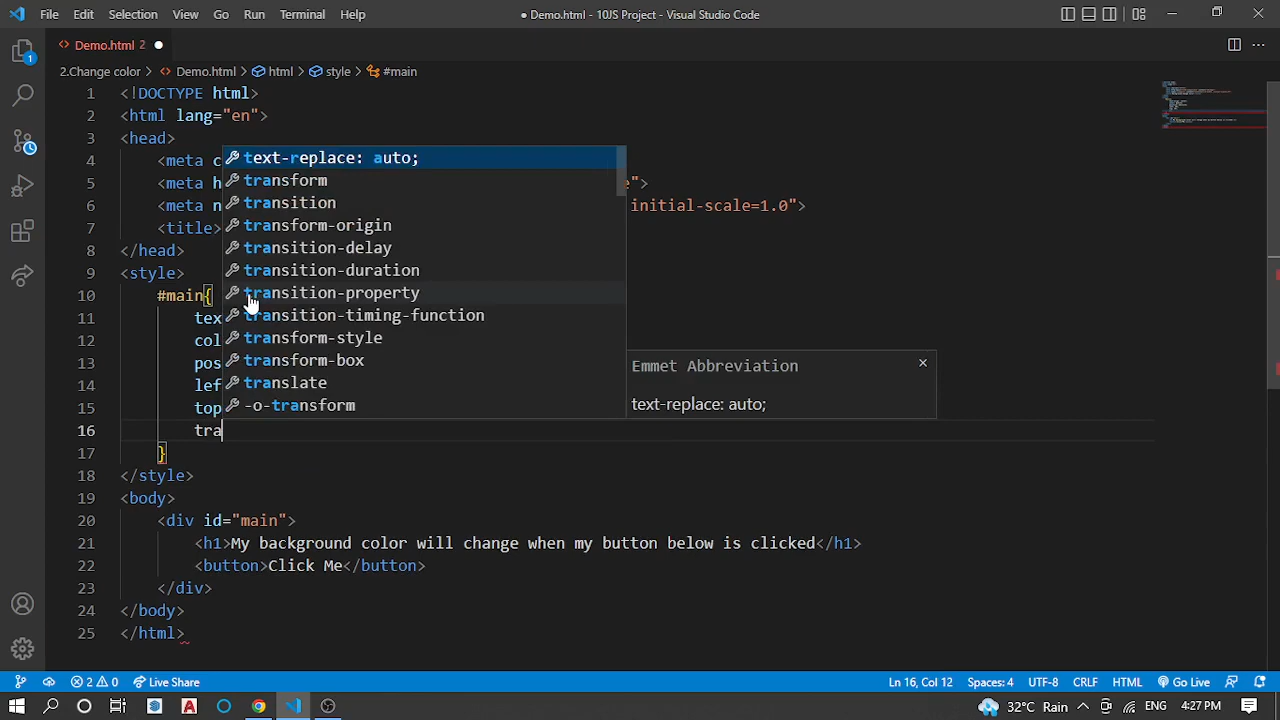 File Edit Selection View Go Run Terminal Help
● Demo.html - 10JS Project - Visual Studio Code
<> Demo.html 2 ●
2.Change color > <> Demo.html > html > style > #main
1 <!DOCTYPE html>
2 <html lang="en">
3 <head>
4 <meta c
5 <meta h e">
6 <meta n initial-scale=1.0">
7 <title>
8 </head>
9 <style>
10 #main{
11 tex
12 col
13 pos
14 lef
15 top
16 tra
17 }
18 </style>
19 <body>
20 <div id="main">
21 <h1>My background color will change when my button below is clicked</h1>
22 <button>Click Me</button>
23 </div>
24 </body>
25 </html>
text-replace: auto;
transform
transition
transform-origin
transition-delay
transition-duration
transition-property
transition-timing-function
transform-style
transform-box
translate
-o-transform
Emmet Abbreviation ×
text-replace: auto;
1
2 0 Live Share
Ln 16, Col 12 Spaces: 4 UTF-8 CRLF HTML Go Live
32°C Rain ENG 4:27 PM